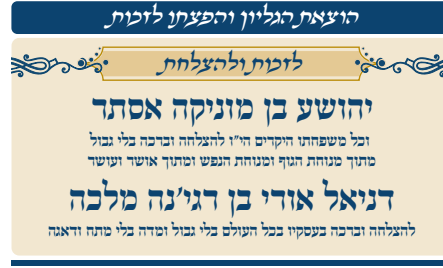 הוצאת הגליון והפצתו לזכות
לזכות ולהצלחת
יהושע בן מוניקה אסתר
וכל משפחתו היקרים הי"ו להצלחה וברכה בלי גבול
מתוך מנוחת הגוף ומנוחת הנפש ומתוך אושר ועושר
דניאל אודי בן דגי'נה מלכה
להצלחה וברכה בעסקיו בכל העולם בלי גבול ומדה בלי מתח ודאגה